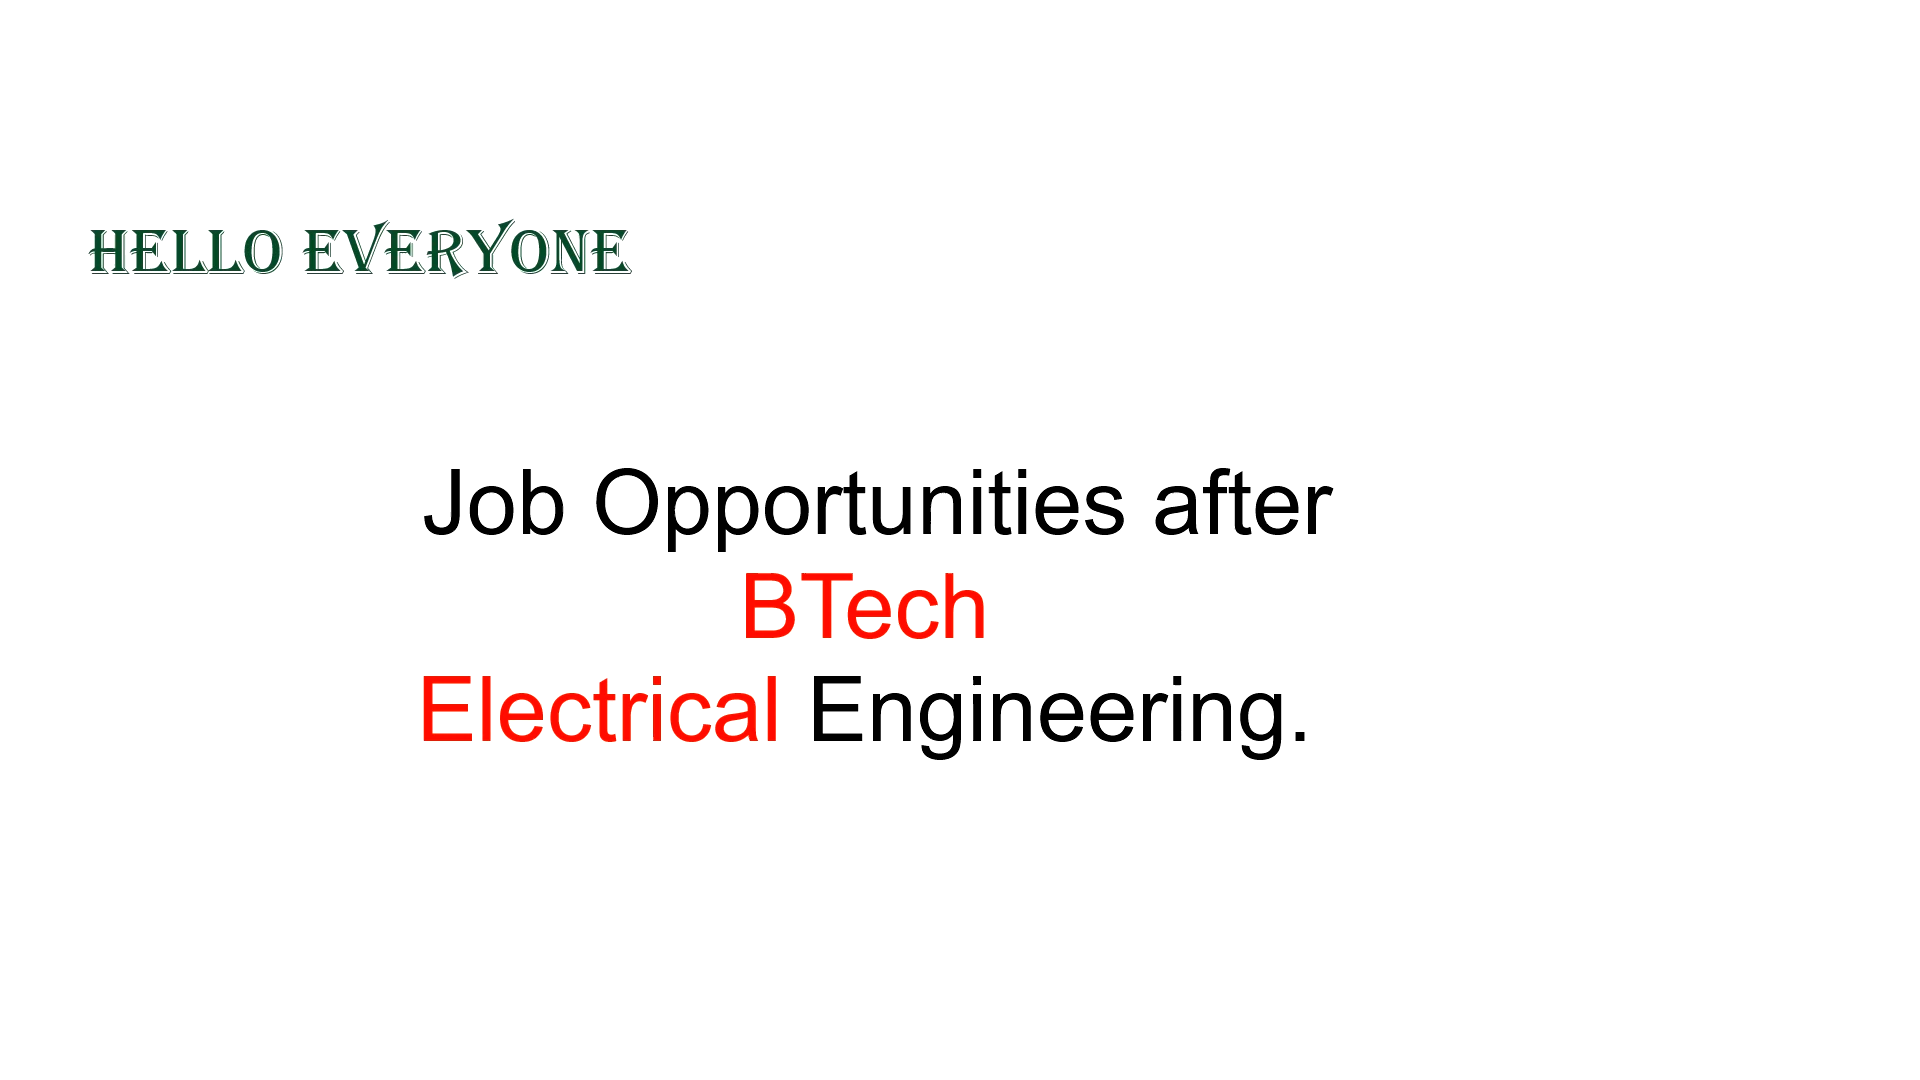 HELLO EVERYONE
Job Opportunities after
BTech
Electrical Engineering.